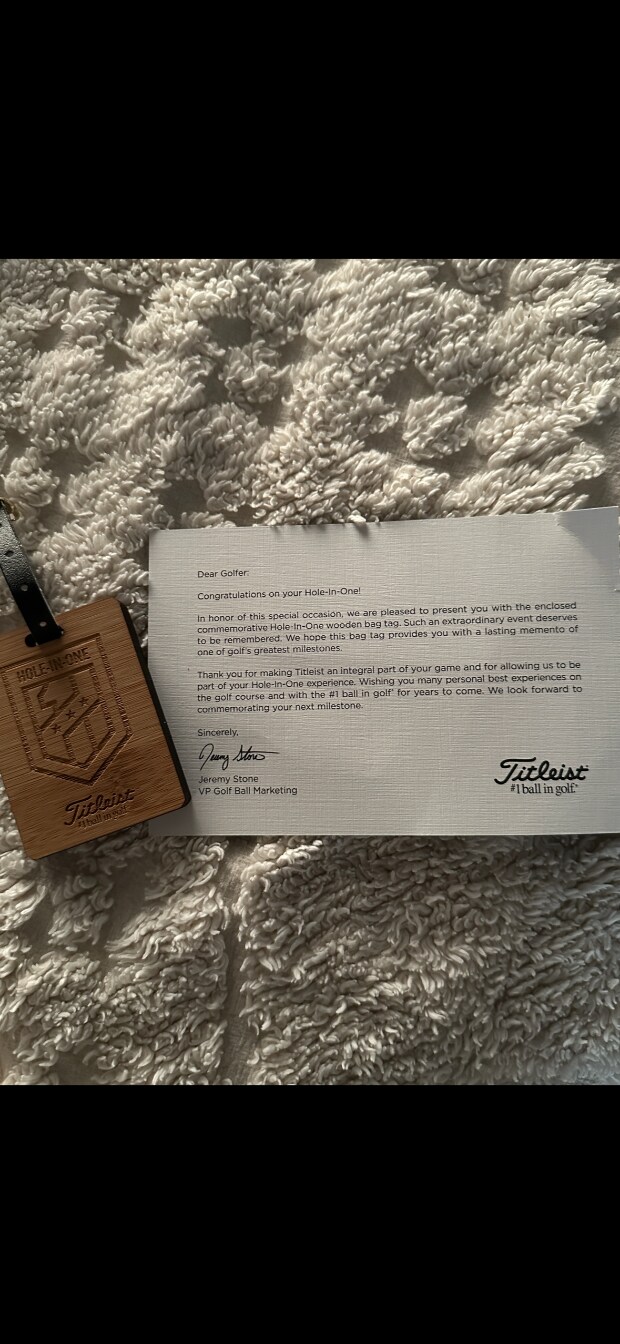 Dear Golfer:
Congratulations on your Hole-In-One!
In honor of this special occasion, we are pleased to present you with the enclosed
commemorative Hole-In-One wooden bag tag. Such an extraordinary event deserves
to be remembered. We hope this bag tag provides you with a lasting memento of
one of golf's greatest milestones.
Thank you for making Titleist an integral part of your game and for allowing us to be
part of your Hole-In-One experience. Wishing you many personal best experiences on
the golf course and with the #1 ball in golf® for years to come. We look forward to
commemorating your next milestone.
Sincerely,
Jeremy Stone
Jeremy Stone
VP Golf Ball Marketing
Titleist
#1 ball in golf®
HOLE-IN-ONE
Titleist
#1 ball in golf®